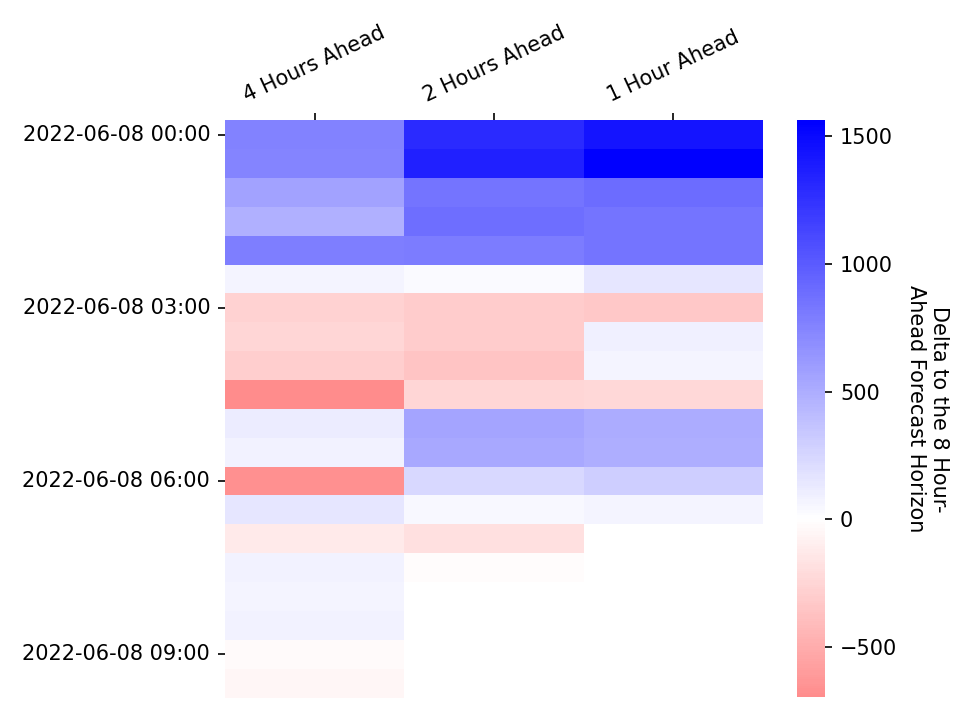 4 Hours Ahead
2 Hours Ahead
1 Hour Ahead
2022-06-08 00:00
2022-06-08 03:00
2022-06-08 06:00
2022-06-08 09:00
1500
1000
500
0
−500
Delta to the 8 Hour-
Ahead Forecast Horizon